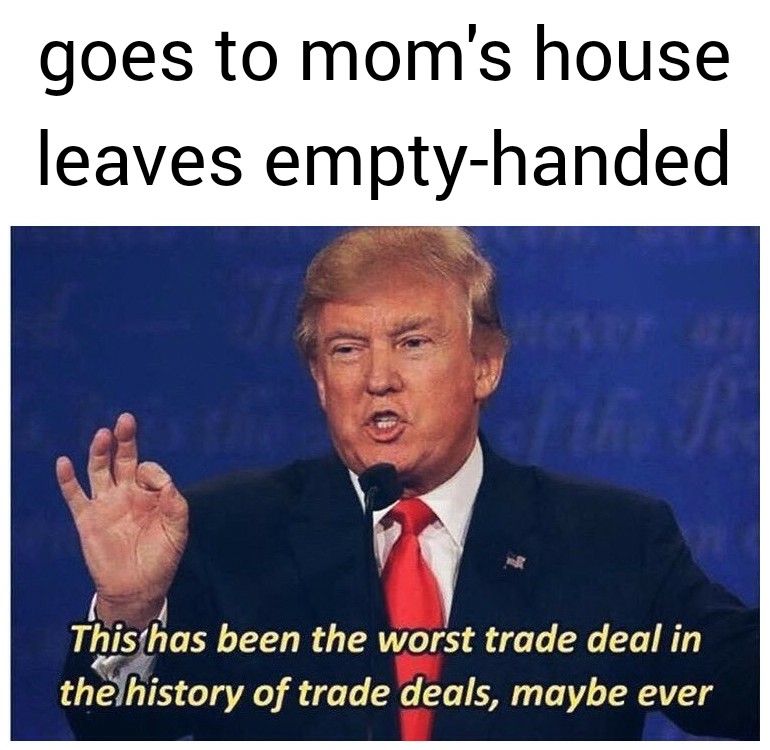 goes to mom's house
leaves empty-handed
This has been the worst trade deal in
the history of trade deals, maybe ever